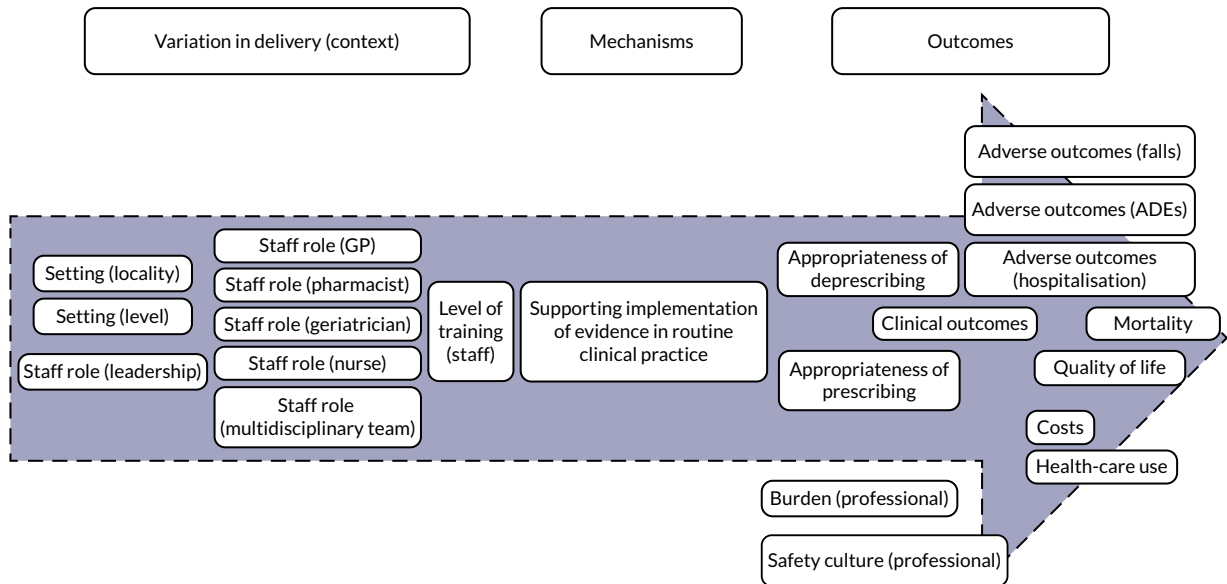 Variation in delivery (context)
Mechanisms
Outcomes
Setting (locality)
Setting (level)
Staff role (leadership)
Staff role (GP)
Staff role (pharmacist)
Staff role (geriatrician)
Staff role (nurse)
Staff role
(multidisciplinary team)
Level of
training
(staff)
Supporting implementation
of evidence in routine
clinical practice
Adverse outcomes (falls)
Adverse outcomes (ADEs)
Appropriateness of
deprescribing
Adverse outcomes
(hospitalisation)
Clinical outcomes
Mortality
Appropriateness of
prescribing
Quality of life
Costs
Health-care use
Burden (professional)
Safety culture (professional)